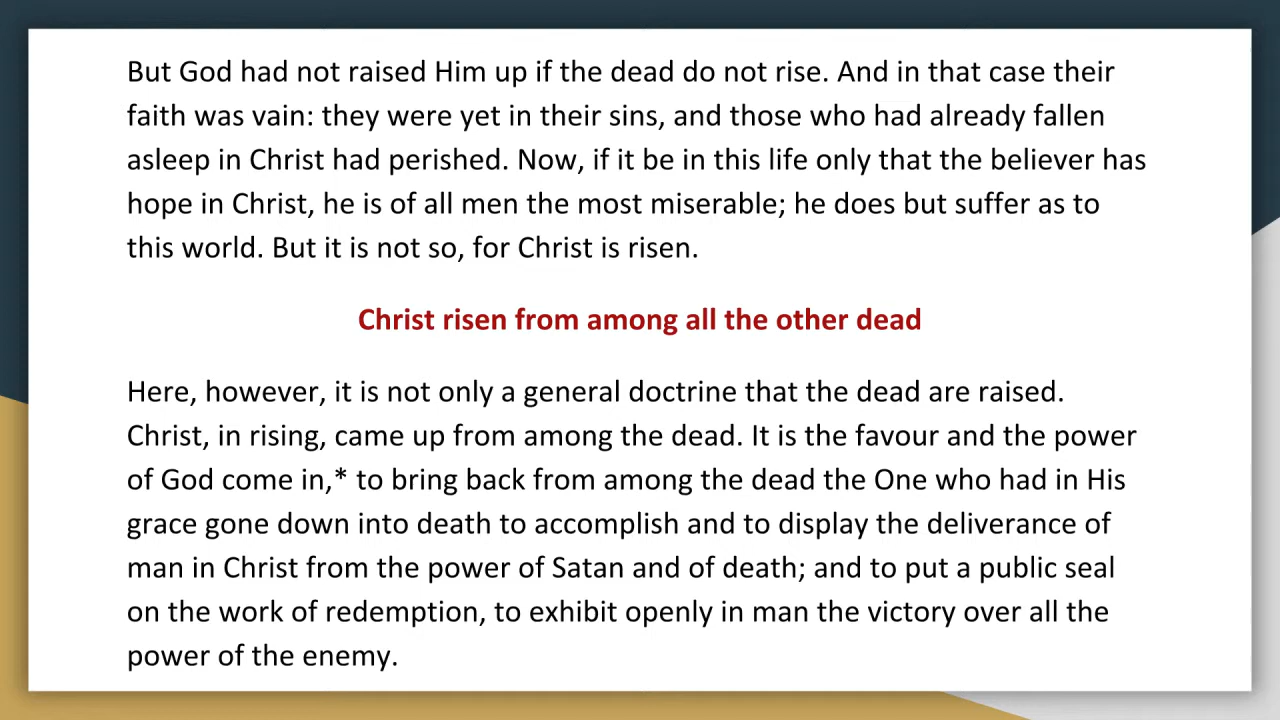 But God had not raised Him up if the dead do not rise. And in that case their
faith was vain: they were yet in their sins, and those who had already fallen
asleep in Christ had perished. Now, if it be in this life only that the believer has
hope in Christ, he is of all men the most miserable; he does but suffer as to
this world. But it is not so, for Christ is risen.
Christ risen from among all the other dead
Here, however, it is not only a general doctrine that the dead are raised.
Christ, in rising, came up from among the dead. It is the favour and the power
of God come in,* to bring back from among the dead the One who had in His
grace gone down into death to accomplish and to display the deliverance of
man in Christ from the power of Satan and of death; and to put a public seal
on the work of redemption, to exhibit openly in man the victory over all the
power of the enemy.